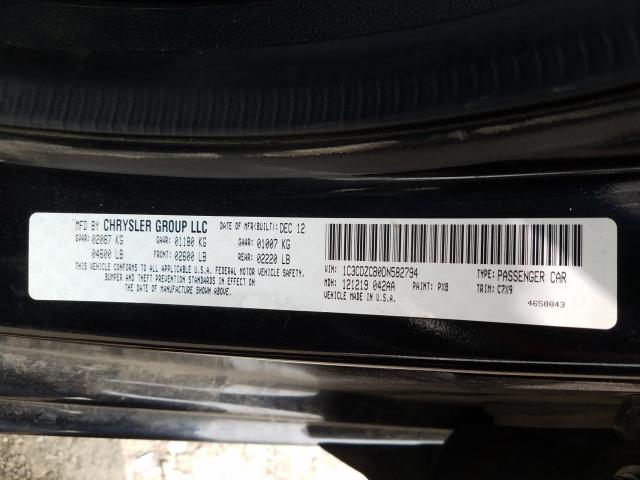 MFD BY CHRYSLER GROUP LLC DATE OF MFR(BUILT): DEC 12
GVWR: 02087 KG GAWR: 01180 KG GAWR: 01007 KG
04600 LB FRONT: 02600 LB REAR: 02220 LB
THIS VEHICLE CONFORMS TO ALL APPLICABLE U.S.A. FEDERAL MOTOR VEHICLE SAFETY,
BUMPER AND THEFT PREVENTION STANDARDS IN EFFECT ON
THE DATE OF MANUFACTURE SHOWN ABOVE.
VIN: 1C3CDZCB0DN582794 TYPE: PASSENGER CAR
MDH: 121219 042AA PAINT: PX8 TRIM: C7X9
VEHICLE MADE IN U.S.A.
4658843